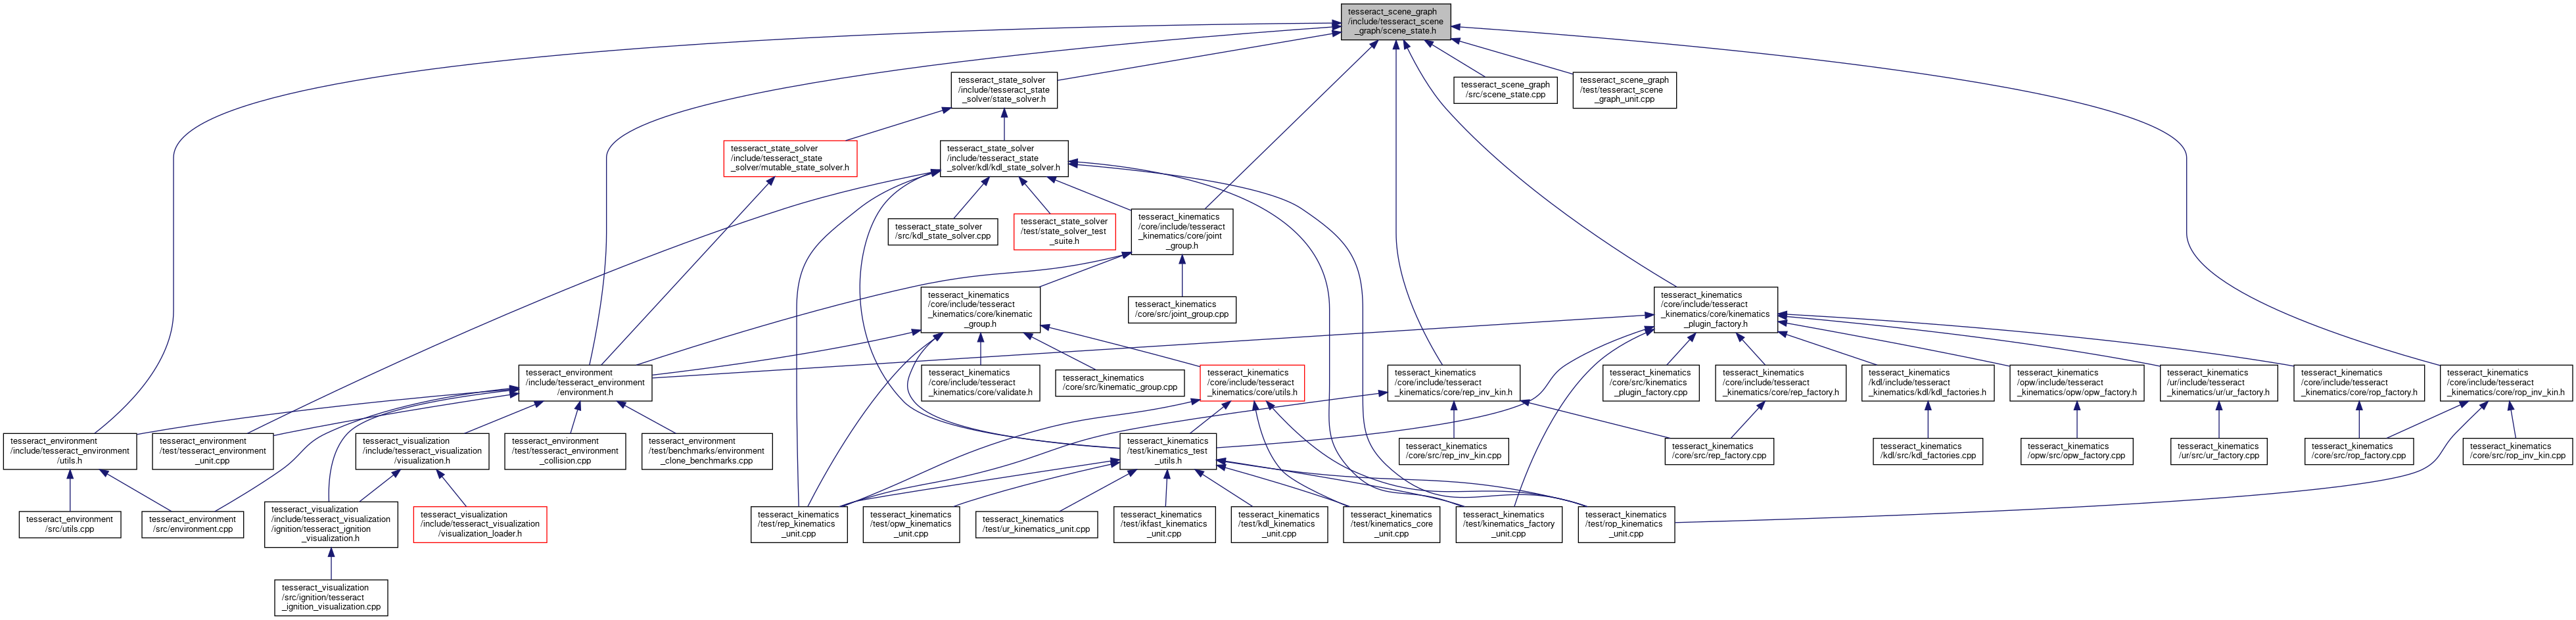 tesseract_scene_graph
/include/tesseract_scene
_graph/scene_state.h
tesseract_state_solver
/include/tesseract_state
_solver/state_solver.h
tesseract_scene_graph
/src/scene_state.cpp
tesseract_scene_graph
/test/tesseract_scene
_graph_unit.cpp
tesseract_state_solver
/include/tesseract_state
_solver/mutable_state_solver.h
tesseract_state_solver
/include/tesseract_state
_solver/kdl/kdl_state_solver.h
tesseract_state_solver
/src/kdl_state_solver.cpp
tesseract_state_solver
/test/state_solver_test
_suite.h
tesseract_kinematics
/core/include/tesseract
_kinematics/core/joint
_group.h
tesseract_kinematics
/core/include/tesseract
_kinematics/core/kinematic
_group.h
tesseract_kinematics
/core/src/joint_group.cpp
tesseract_kinematics
/core/include/tesseract
_kinematics/core/kinematics
_plugin_factory.h
tesseract_environment
/include/tesseract_environment
/environment.h
tesseract_kinematics
/core/include/tesseract
_kinematics/core/validate.h
tesseract_kinematics
/core/src/kinematic_group.cpp
tesseract_kinematics
/core/include/tesseract
_kinematics/core/utils.h
tesseract_kinematics
/core/include/tesseract
_kinematics/core/rep_inv_kin.h
tesseract_kinematics
/core/src/kinematics
_plugin_factory.cpp
tesseract_kinematics
/core/include/tesseract
_kinematics/core/rep_factory.h
tesseract_kinematics
/kdl/include/tesseract
_kinematics/kdl/kdl_factories.h
tesseract_kinematics
/opw/include/tesseract
_kinematics/opw/opw_factory.h
tesseract_kinematics
/ur/include/tesseract
_kinematics/ur/ur_factory.h
tesseract_kinematics
/core/include/tesseract
_kinematics/core/rop_factory.h
tesseract_kinematics
/core/include/tesseract
_kinematics/core/rop_inv_kin.h
tesseract_environment
/include/tesseract_environment
/utils.h
tesseract_environment
/test/tesseract_environment
_unit.cpp
tesseract_visualization
/include/tesseract_visualization
/visualization.h
tesseract_environment
/test/tesseract_environment
_collision.cpp
tesseract_environment
/test/benchmarks/environment
_clone_benchmarks.cpp
tesseract_kinematics
/test/kinematics_test
_utils.h
tesseract_kinematics
/core/src/rep_inv_kin.cpp
tesseract_kinematics
/core/src/rep_factory.cpp
tesseract_kinematics
/kdl/src/kdl_factories.cpp
tesseract_kinematics
/opw/src/opw_factory.cpp
tesseract_kinematics
/ur/src/ur_factory.cpp
tesseract_kinematics
/core/src/rop_factory.cpp
tesseract_kinematics
/core/src/rop_inv_kin.cpp
tesseract_environment
/src/utils.cpp
tesseract_environment
/src/environment.cpp
tesseract_visualization
/include/tesseract_visualization
/ignition/tesseract_ignition
_visualization.h
tesseract_visualization
/include/tesseract_visualization
/visualization_loader.h
tesseract_kinematics
/test/rep_kinematics
_unit.cpp
tesseract_kinematics
/test/opw_kinematics
_unit.cpp
tesseract_kinematics
/test/ur_kinematics_unit.cpp
tesseract_kinematics
/test/ikfast_kinematics
_unit.cpp
tesseract_kinematics
/test/kdl_kinematics
_unit.cpp
tesseract_kinematics
/test/kinematics_core
_unit.cpp
tesseract_kinematics
/test/kinematics_factory
_unit.cpp
tesseract_kinematics
/test/rop_kinematics
_unit.cpp
tesseract_visualization
/src/ignition/tesseract
_ignition_visualization.cpp